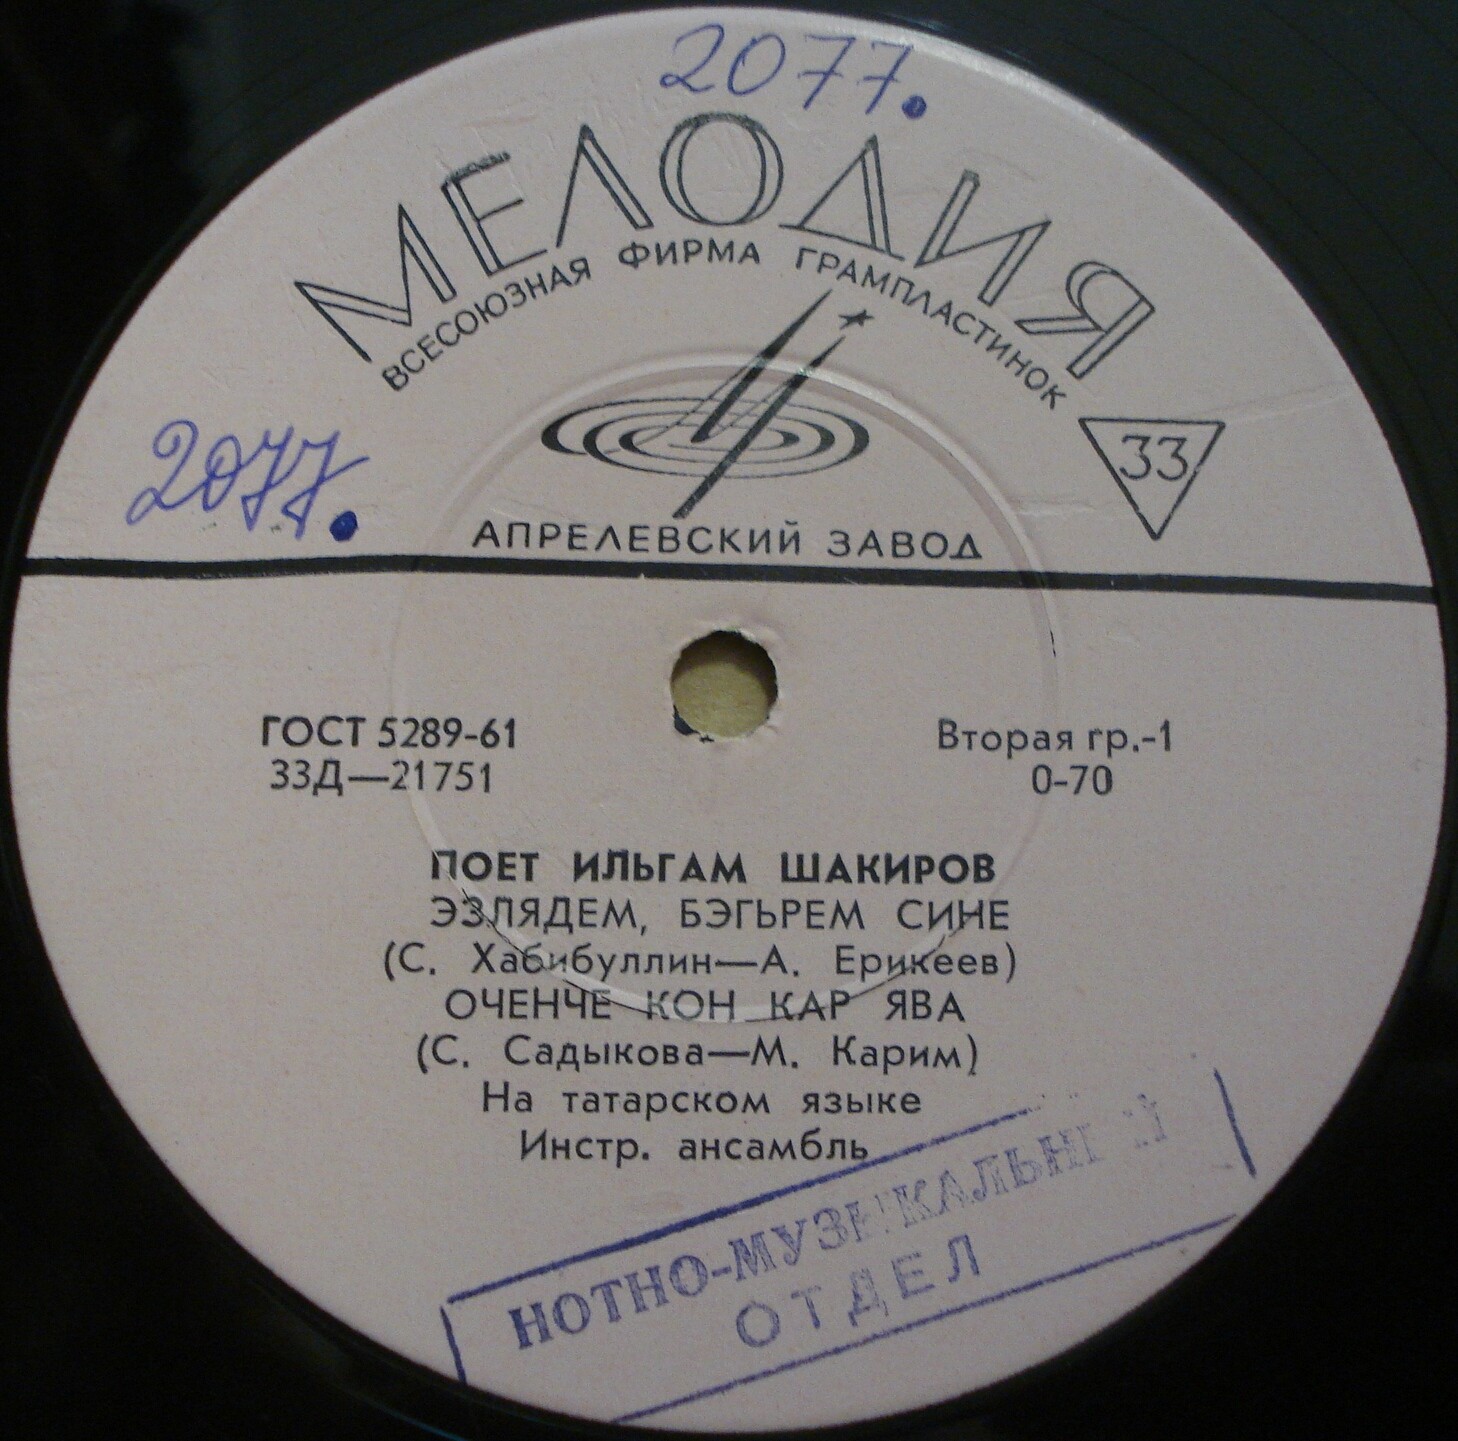 2077.
МЕЛОДИЯ
ВСЕСОЮЗНАЯ ФИРМА ГРАМПЛАСТИНОК
33
2077.
АПРЕЛЕВСКИЙ ЗАВОД
ГОСТ 5289-61
33Д—21751
Вторая гр.-1
0-70
ПОЕТ ИЛЬГАМ ШАКИРОВ
ЭЗЛЯДЕМ, БЭГЬРЕМ СИНЕ
(С. Хабибуллин—А. Ерикеев)
ОЧЕНЧЕ КОН КАР ЯВА
(С. Садыкова—М. Карим)
На татарском языке
Инстр. ансамбль
НОТНО-МУЗЫКАЛЬНЫЙ
ОТДЕЛ